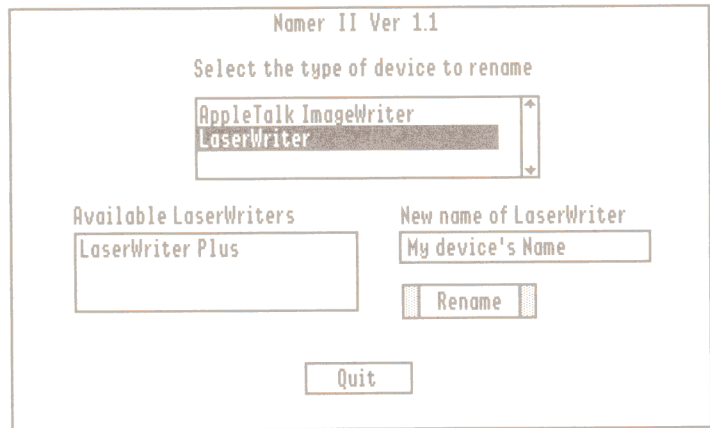 Namer II Ver 1.1
Select the type of device to rename
AppleTalk ImageWriter
LaserWriter
Available LaserWriters
New name of LaserWriter
LaserWriter Plus
My device's Name
Rename
Quit